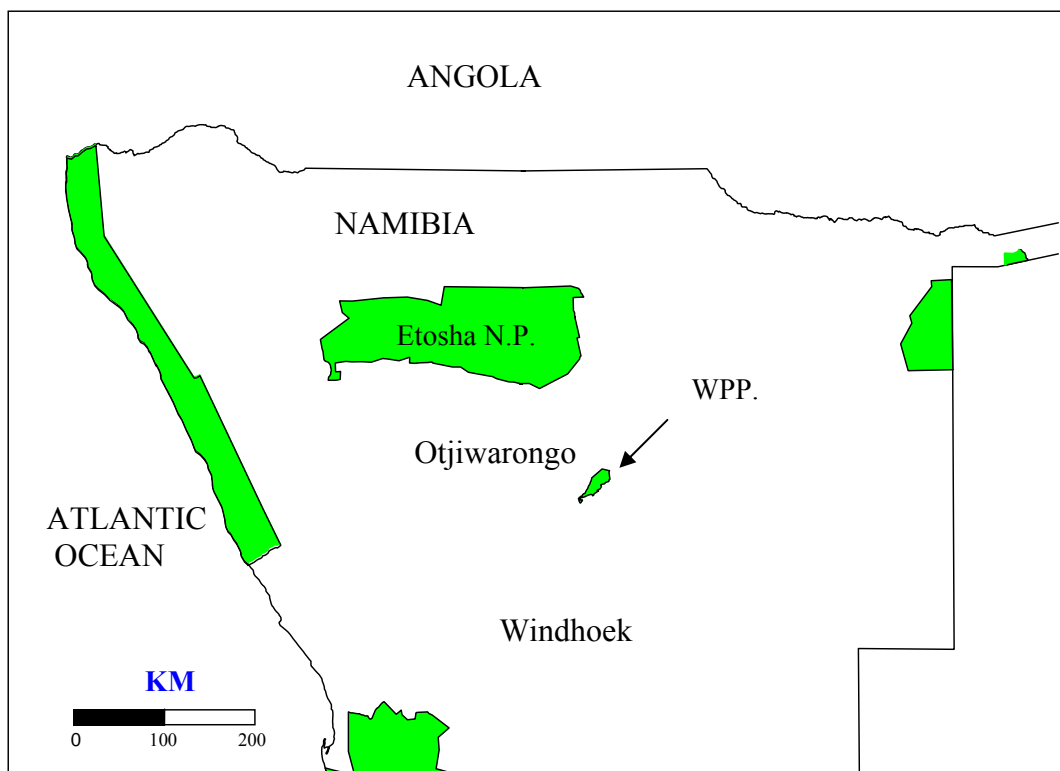 ANGOLA
NAMIBIA
Etosha N.P.
WPP.
Otjiwarongo
ATLANTIC
OCEAN
Windhoek
KM
0 100 200